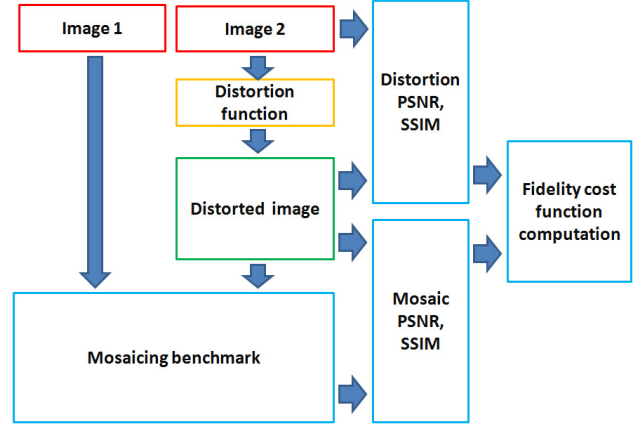 Image 1
Image 2
Distortion
function
Distortion
PSNR,
SSIM
Distorted image
Fidelity cost
function
computation
Mosaicing benchmark
Mosaic
PSNR,
SSIM